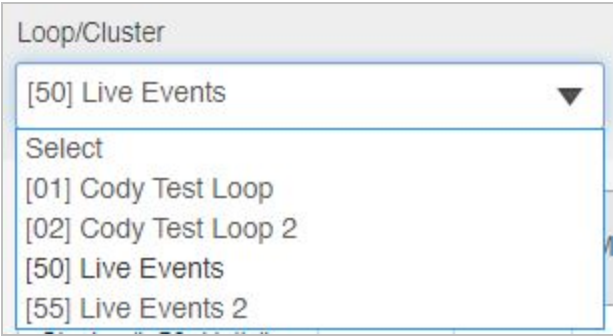 Loop/Cluster
[50] Live Events
Select
[01] Cody Test Loop
[02] Cody Test Loop 2
[50] Live Events
[55] Live Events 2